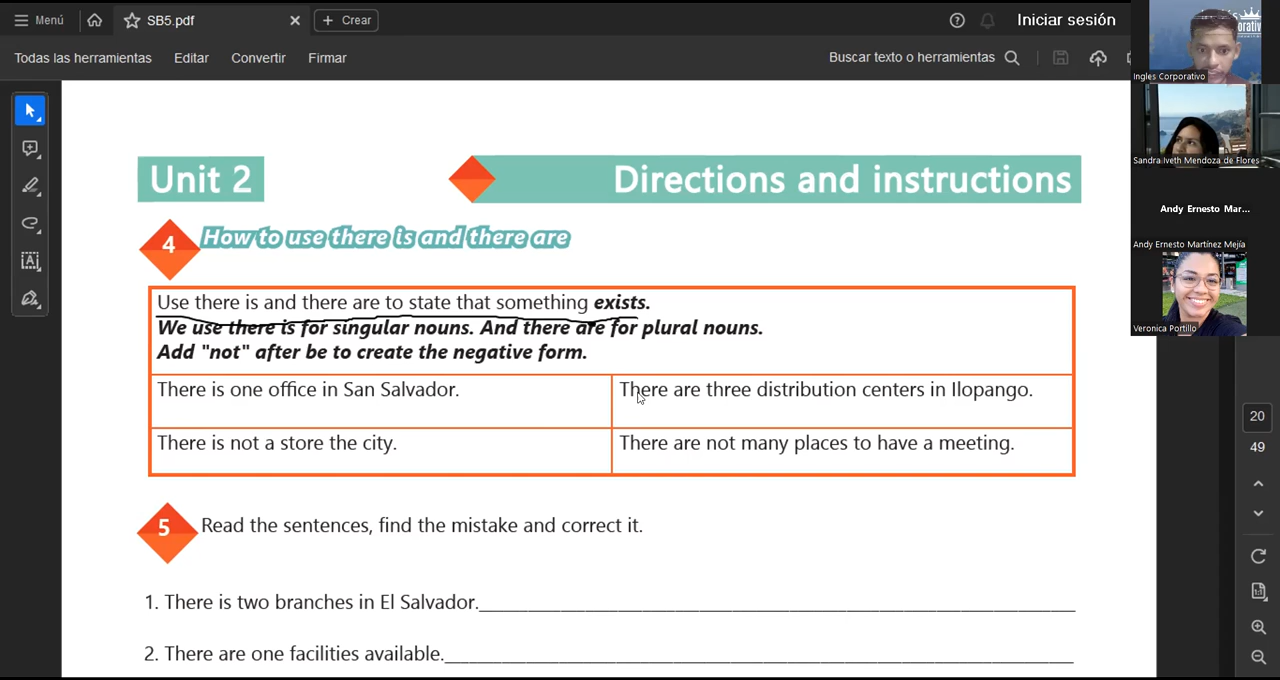 Menú
SB5.pdf
Crear
Iniciar sesión
Todas las herramientas
Editar
Convertir
Firmar
Buscar texto o herramientas
Ingles Corporativo
Sandra Iveth Mendoza de Flores
Andy Ernesto Mar...
Andy Ernesto Martínez Mejía
Veronica Portillo
Unit 2
Directions and instructions
4 How to use there is and there are
Use there is and there are to state that something exists.
We use there is for singular nouns. And there are for plural nouns.
Add "not" after be to create the negative form.
There is one office in San Salvador.
There are three distribution centers in Ilopango.
There is not a store the city.
There are not many places to have a meeting.
5 Read the sentences, find the mistake and correct it.
1. There is two branches in El Salvador.
2. There are one facilities available.
20
49